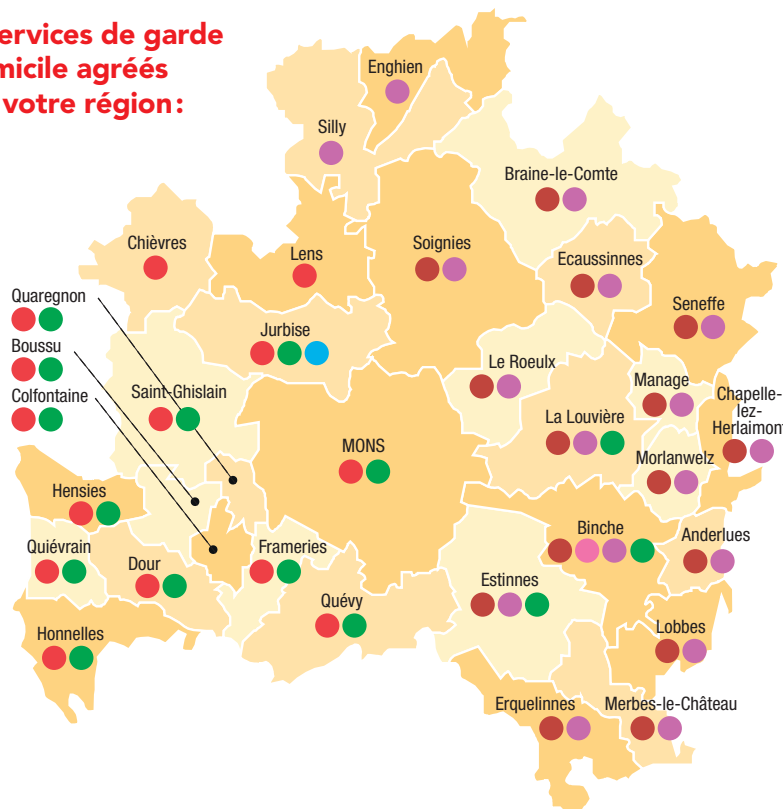 ervices de garde
micile agréés
votre région:
Enghien
Silly
Braine-le-Comte
Chièvres
Lens
Soignies
Ecaussinnes
Quaregnon
Seneffe
Jurbise
Boussu
Le Roeulx
Manage
Colfontaine
Saint-Ghislain
Chapelle-
lez-
Herlaimont
La Louvière
MONS
Morlanwelz
Hensies
Binche
Anderlues
Quiévrain
Dour
Frameries
Estinnes
Quévy
Honnelles
Lobbes
Erquelinnes
Merbes-le-Château